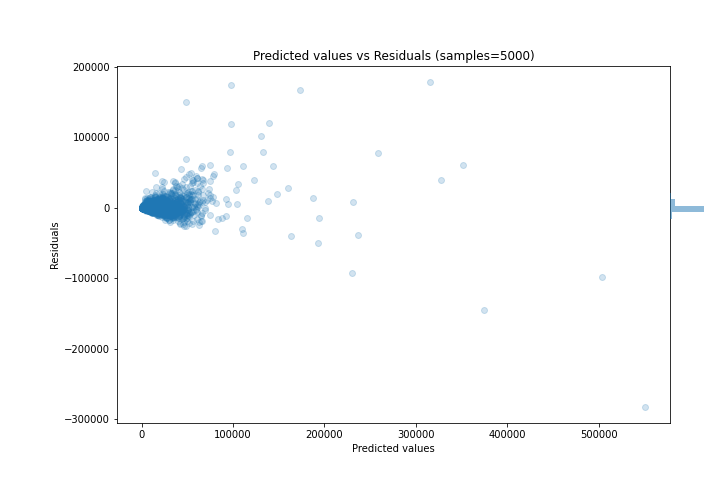 Predicted values vs Residuals (samples=5000)
200000
100000
0
−100000
−200000
−300000
Residuals
0 100000 200000 300000 400000 500000
Predicted values